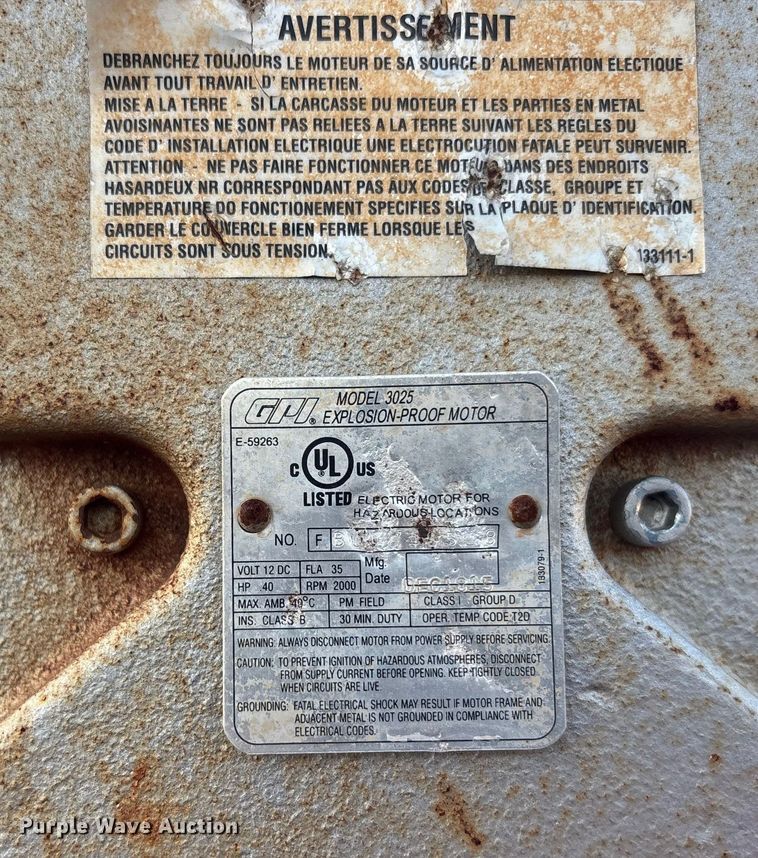 AVERTISSEMENT
DEBRANCHEZ TOUJOURS LE MOTEUR DE SA SOURCE D' ALIMENTATION ELECTIQUE
AVANT TOUT TRAVAIL D' ENTRETIEN.
MISE A LA TERRE - SI LA CARCASSE DU MOTEUR ET LES PARTIES EN METAL
AVOISINANTES NE SONT PAS RELIEES A LA TERRE SUIVANT LES REGLES DU
CODE D' INSTALLATION ELECTRIQUE UNE ELECTROCUTION FATALE PEUT SURVENIR.
ATTENTION - NE PAS FAIRE FONCTIONNER CE MOTEUR DANS DES ENDROITS
HASARDEUX NR CORRESPONDANT PAS AUX CODES DE CLASSE, GROUPE ET
TEMPERATURE DO FONCTIONEMENT SPECIFIES SUR LA PLAQUE D' IDENTIFICATION.
GARDER LE COUVERCLE BIEN FERME LORSQUE LES
CIRCUITS SONT SOUS TENSION.
133111-1
GPI® MODEL 3025
EXPLOSION-PROOF MOTOR
E-59263
C UL US
LISTED ELECTRIC MOTOR FOR
HAZARDOUS LOCATIONS
NO. F
VOLT 12 DC FLA 35 Mfg.
HP .40 RPM 2000 Date
MAX. AMB. 40°C PM FIELD CLASS I GROUP D
INS. CLASS B 30 MIN. DUTY OPER. TEMP CODE T2D
183079-1
WARNING: ALWAYS DISCONNECT MOTOR FROM POWER SUPPLY BEFORE SERVICING.
CAUTION: TO PREVENT IGNITION OF HAZARDOUS ATMOSPHERES, DISCONNECT
FROM SUPPLY CURRENT BEFORE OPENING. KEEP TIGHTLY CLOSED
WHEN CIRCUITS ARE LIVE.
GROUNDING: FATAL ELECTRICAL SHOCK MAY RESULT IF MOTOR FRAME AND
ADJACENT METAL IS NOT GROUNDED IN COMPLIANCE WITH
ELECTRICAL CODES.
Purple Wave Auction